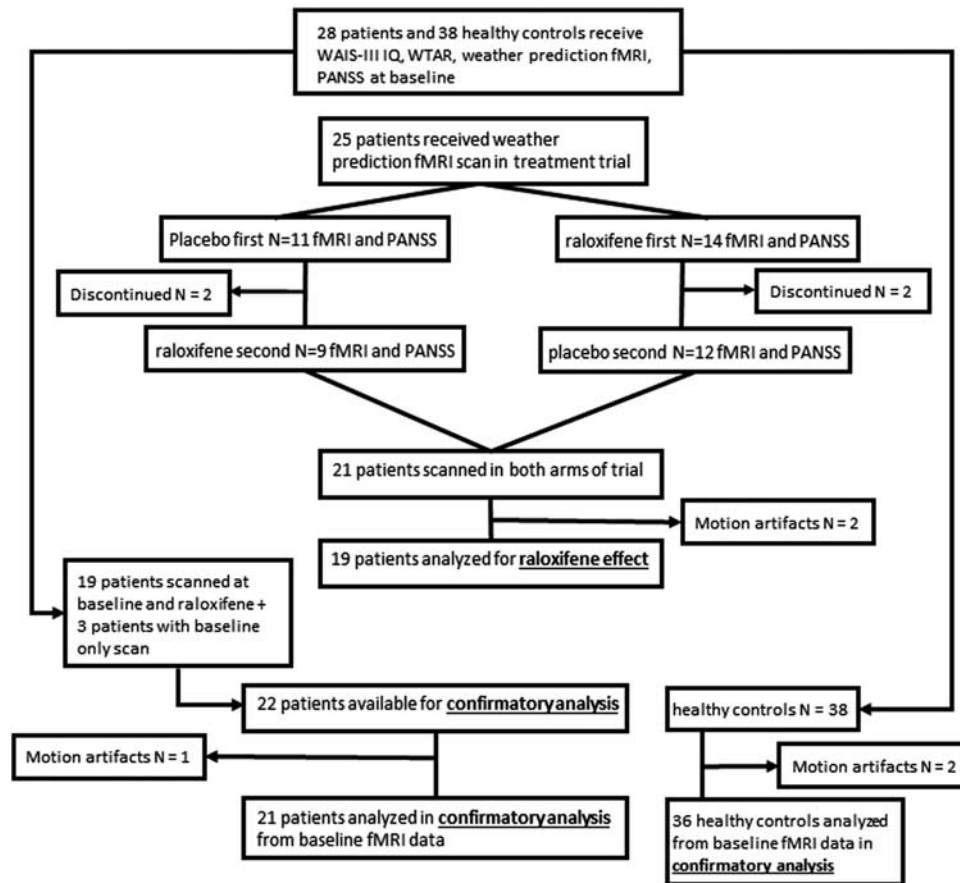 28 patients and 38 healthy controls receive
WAIS-III IQ, WTAR, weather prediction fMRI,
PANSS at baseline
25 patients received weather
prediction fMRI scan in treatment trial
Placebo first N=11 fMRI and PANSS
raloxifene first N=14 fMRI and PANSS
Discontinued N = 2
Discontinued N = 2
raloxifene second N=9 fMRI and PANSS
placebo second N=12 fMRI and PANSS
21 patients scanned in both arms of trial
Motion artifacts N = 2
19 patients analyzed for raloxifene effect
19 patients scanned at
baseline and raloxifene +
3 patients with baseline
only scan
22 patients available for confirmatory analysis
healthy controls N = 38
Motion artifacts N = 1
Motion artifacts N = 2
21 patients analyzed in confirmatory analysis
from baseline fMRI data
36 healthy controls analyzed
from baseline fMRI data in
confirmatory analysis